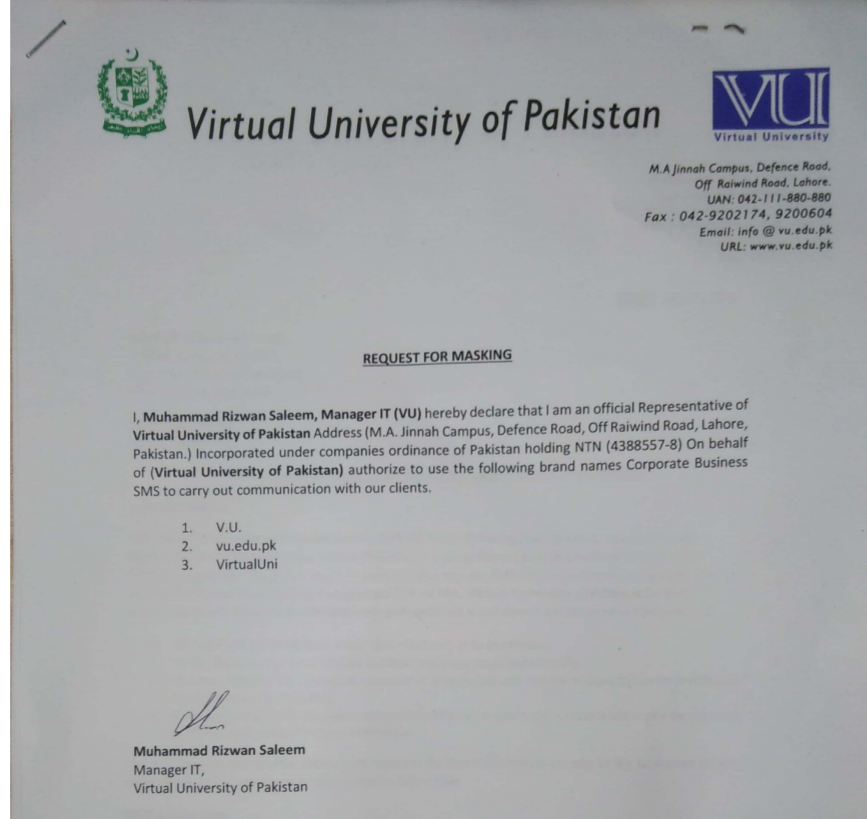 Virtual University of Pakistan
VU
Virtual University
M.A Jinnah Campus, Defence Road,
Off Raiwind Road, Lahore.
UAN: 042-111-880-880
Fax : 042-9202174, 9200604
Email: info @ vu.edu.pk
URL: www.vu.edu.pk
REQUEST FOR MASKING
I, Muhammad Rizwan Saleem, Manager IT (VU) hereby declare that I am an official Representative of
Virtual University of Pakistan Address (M.A. Jinnah Campus, Defence Road, Off Raiwind Road, Lahore,
Pakistan.) Incorporated under companies ordinance of Pakistan holding NTN (4388557-8) On behalf
of (Virtual University of Pakistan) authorize to use the following brand names Corporate Business
SMS to carry out communication with our clients.
1. V.U.
2. vu.edu.pk
3. VirtualUni
Muhammad Rizwan Saleem
Manager IT,
Virtual University of Pakistan